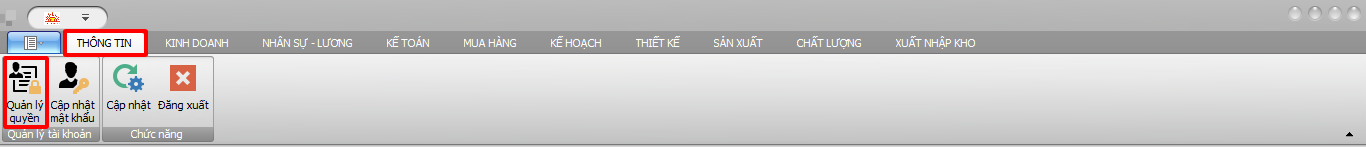 THÔNG TIN KINH DOANH NHÂN SỰ - LƯƠNG KẾ TOÁN MUA HÀNG KẾ HOẠCH THIẾT KẾ SẢN XUẤT CHẤT LƯỢNG XUẤT NHẬP KHO
Quản lý quyền
Cập nhật mật khẩu
Cập nhật
Đăng xuất
Quản lý tài khoản
Chức năng